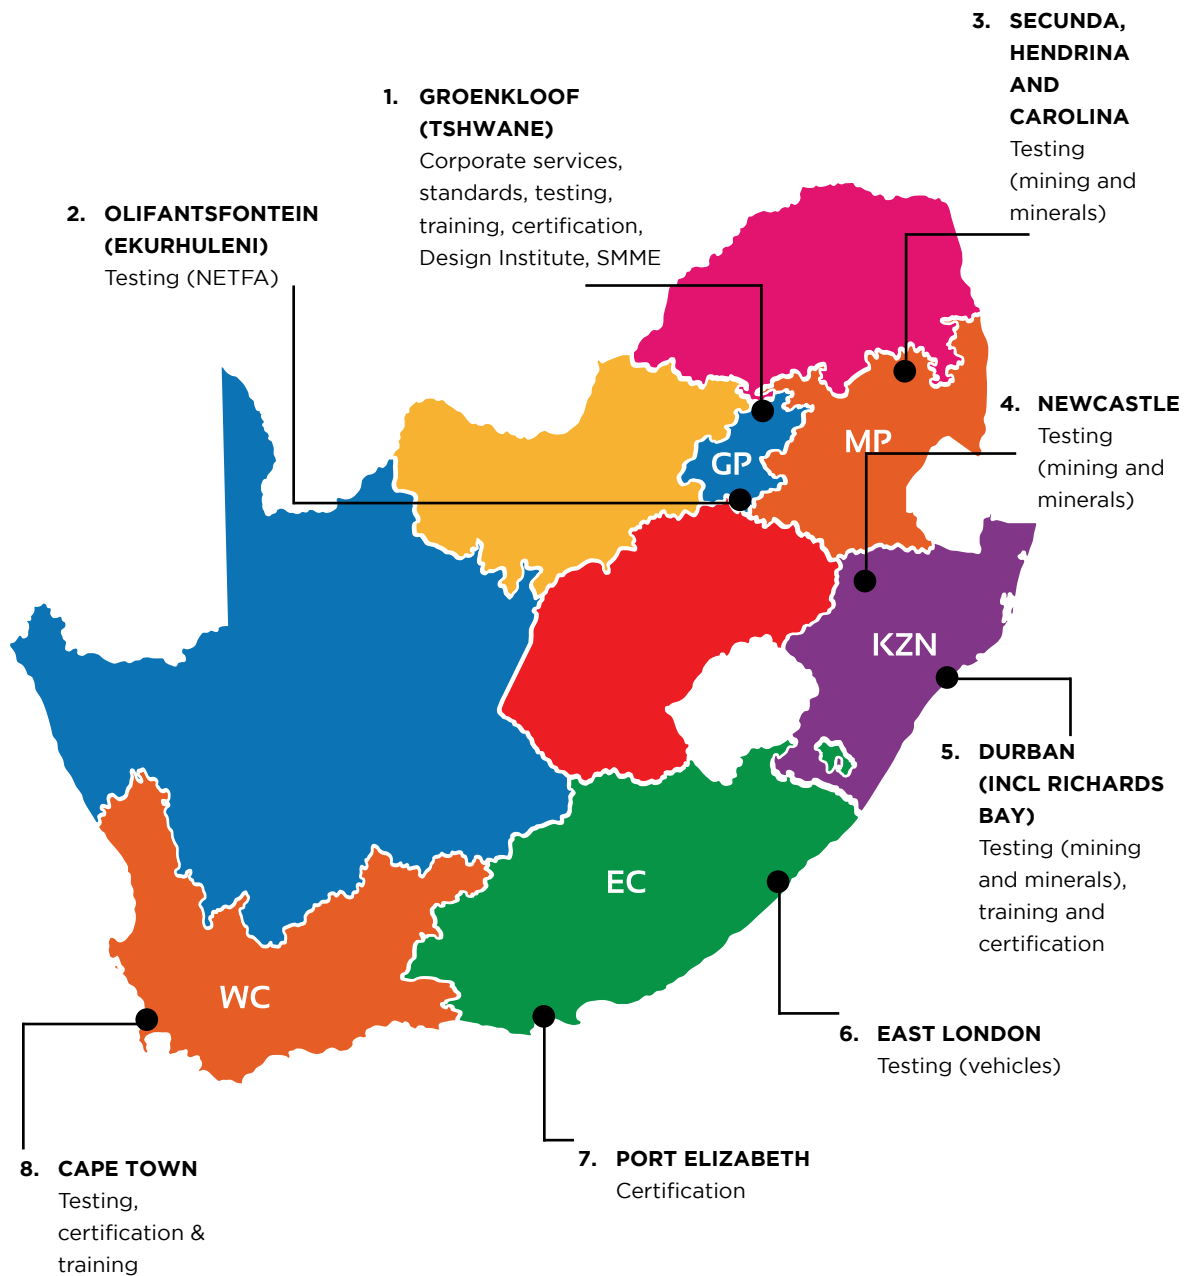 3. SECUNDA,
HENDRINA
AND
CAROLINA
Testing
(mining and
minerals)
1. GROENKLOOF
(TSHWANE)
Corporate services,
standards, testing,
training, certification,
Design Institute, SMME
2. OLIFANTSFONTEIN
(EKURHULENI)
Testing (NETFA)
4. NEWCASTLE
Testing
(mining and
minerals)
MP
GP
KZN
5. DURBAN
(INCL RICHARDS
BAY)
Testing (mining
and minerals),
training and
certification
EC
WC
6. EAST LONDON
Testing (vehicles)
7. PORT ELIZABETH
Certification
8. CAPE TOWN
Testing,
certification &
training